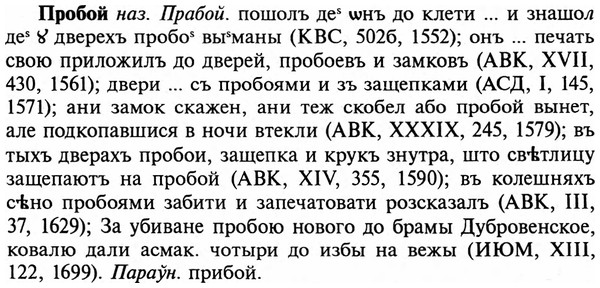 Пробой наз. Прабой. пошолъ деˢ ѡнъ до клети ... и знашол
деˢ ꙋ дверехъ пробоˢ выˢманы (КВС, 502б, 1552); онъ ... печать
свою приложилъ до дверей, пробоевъ и замковъ (АВК, XVII,
430, 1561); двери ... съ пробоями и зъ защепками (АСД, I, 145,
1571); ани замок скажен, ани теж скобел або пробой вынет,
але подкопавшися в ночи втекли (АВК, XXXIX, 245, 1579); въ
тыхъ дверахъ пробои, защепка и крукъ знутра, што свѣтлицу
защепають на пробой (АВК, XIV, 355, 1590); въ колешняхъ
сѣно пробоями забити и запечатовати розсказалъ (АВК, III,
37, 1629); За убиване пробою нового до брамы Дубровенское,
ковалю дали асмак. чотыри до избы на вежы (ИЮМ, XIII,
122, 1699). Параўн. прибой.